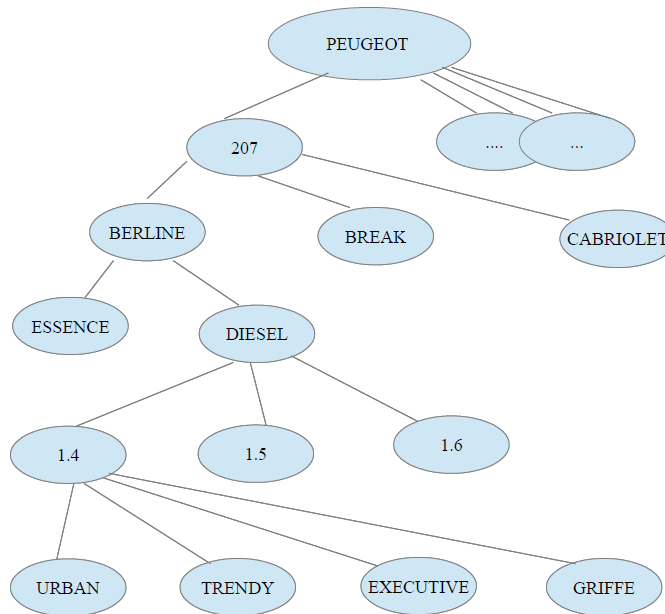 PEUGEOT
207
....
...
BERLINE
BREAK
CABRIOLET
ESSENCE
DIESEL
1.4
1.5
1.6
URBAN
TRENDY
EXECUTIVE
GRIFFE